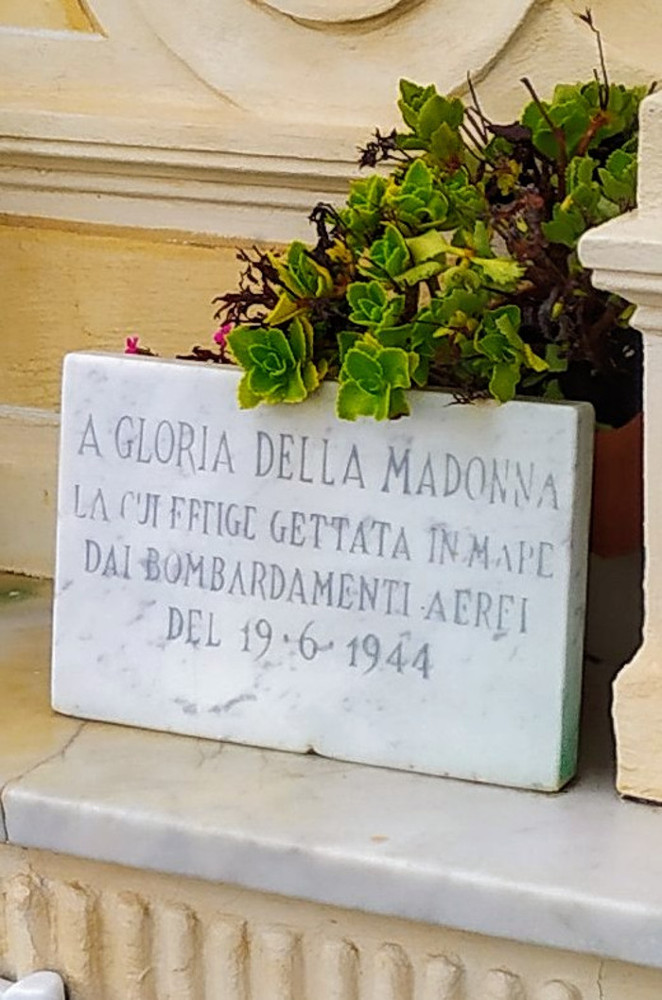 A GLORIA DELLA MADONNA
LA CUI EFFIGE GETTATA IN MARE
DAI BOMBARDAMENTI AEREI
DEL 19·6·1944